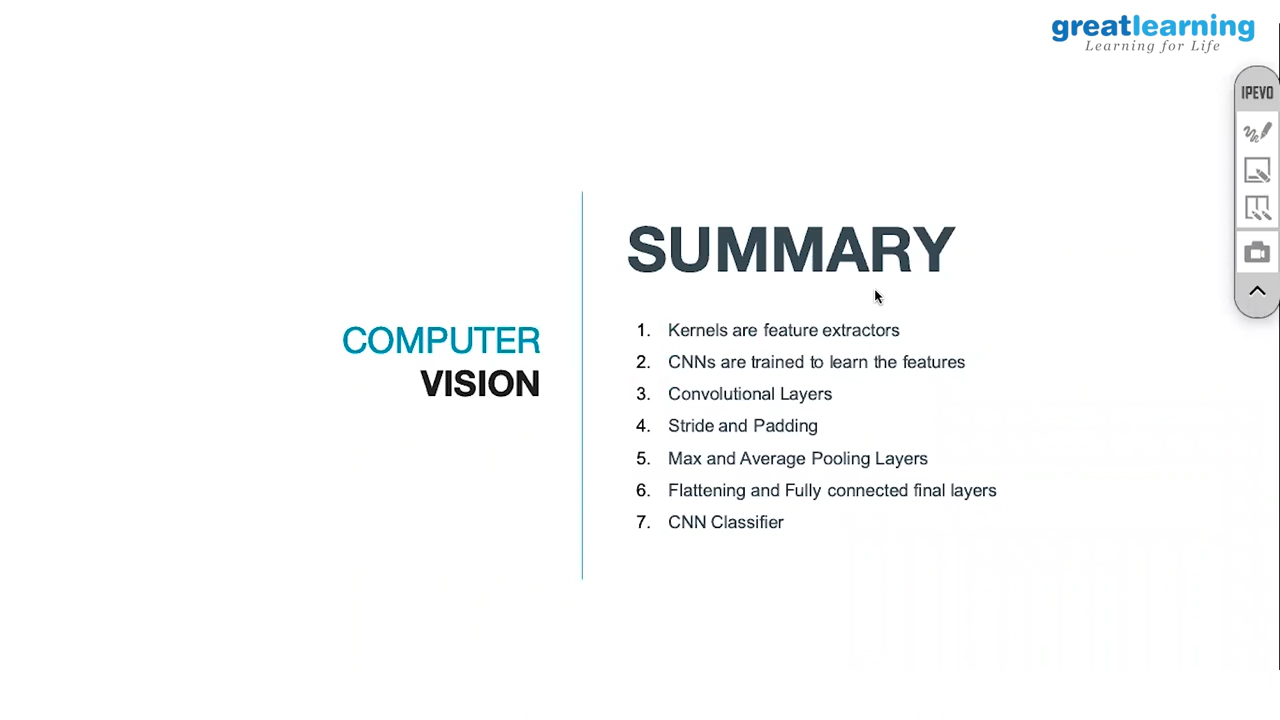 greatlearning
Learning for Life
IPEVO
SUMMARY
COMPUTER
VISION
1. Kernels are feature extractors
2. CNNs are trained to learn the features
3. Convolutional Layers
4. Stride and Padding
5. Max and Average Pooling Layers
6. Flattening and Fully connected final layers
7. CNN Classifier